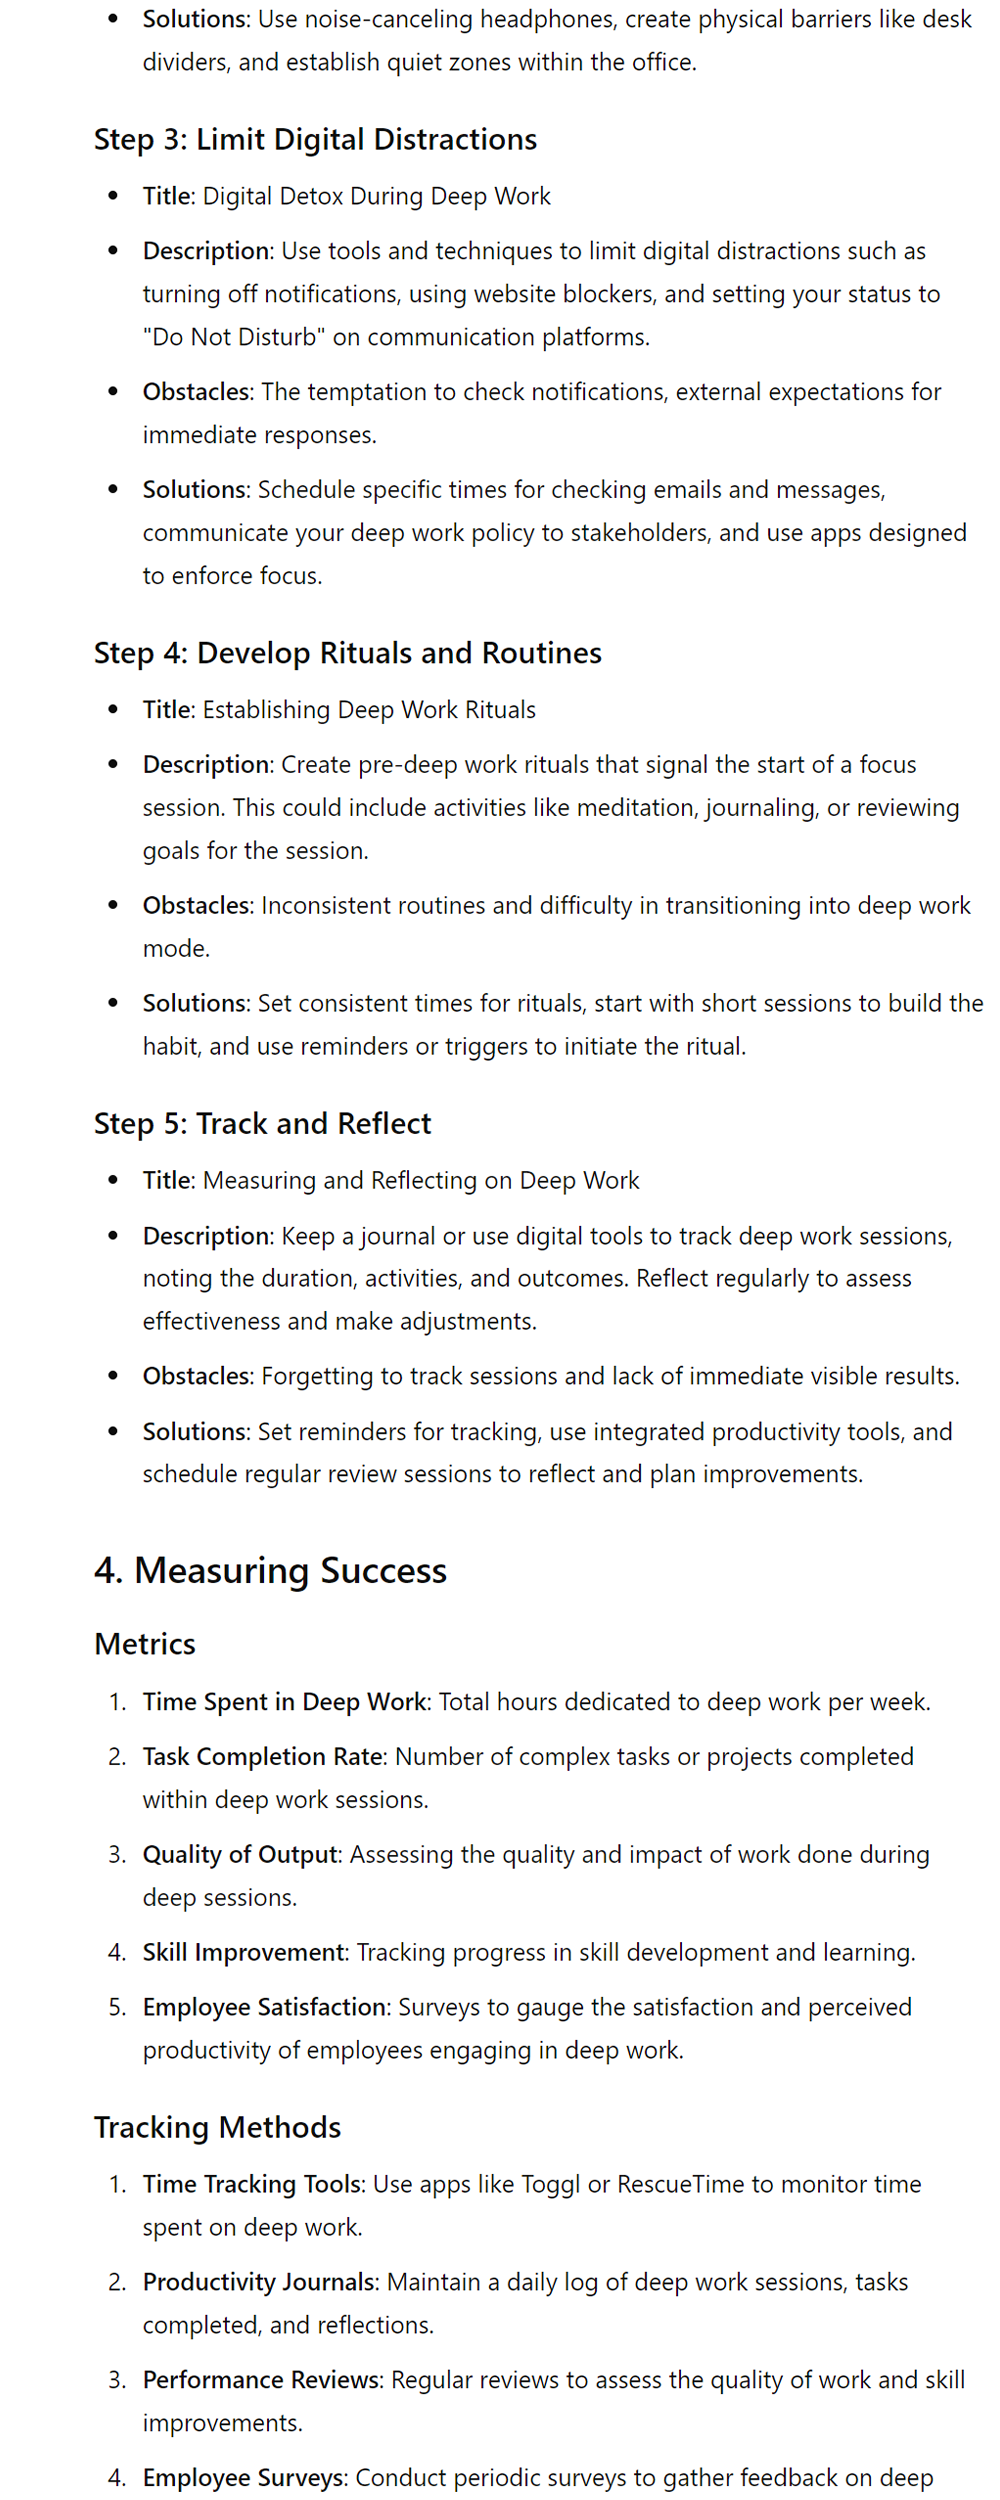 • Solutions: Use noise-canceling headphones, create physical barriers like desk
dividers, and establish quiet zones within the office.
Step 3: Limit Digital Distractions
• Title: Digital Detox During Deep Work
• Description: Use tools and techniques to limit digital distractions such as
turning off notifications, using website blockers, and setting your status to
"Do Not Disturb" on communication platforms.
• Obstacles: The temptation to check notifications, external expectations for
immediate responses.
• Solutions: Schedule specific times for checking emails and messages,
communicate your deep work policy to stakeholders, and use apps designed
to enforce focus.
Step 4: Develop Rituals and Routines
• Title: Establishing Deep Work Rituals
• Description: Create pre-deep work rituals that signal the start of a focus
session. This could include activities like meditation, journaling, or reviewing
goals for the session.
• Obstacles: Inconsistent routines and difficulty in transitioning into deep work
mode.
• Solutions: Set consistent times for rituals, start with short sessions to build the
habit, and use reminders or triggers to initiate the ritual.
Step 5: Track and Reflect
• Title: Measuring and Reflecting on Deep Work
• Description: Keep a journal or use digital tools to track deep work sessions,
noting the duration, activities, and outcomes. Reflect regularly to assess
effectiveness and make adjustments.
• Obstacles: Forgetting to track sessions and lack of immediate visible results.
• Solutions: Set reminders for tracking, use integrated productivity tools, and
schedule regular review sessions to reflect and plan improvements.
4. Measuring Success
Metrics
1. Time Spent in Deep Work: Total hours dedicated to deep work per week.
2. Task Completion Rate: Number of complex tasks or projects completed
within deep work sessions.
3. Quality of Output: Assessing the quality and impact of work done during
deep sessions.
4. Skill Improvement: Tracking progress in skill development and learning.
5. Employee Satisfaction: Surveys to gauge the satisfaction and perceived
productivity of employees engaging in deep work.
Tracking Methods
1. Time Tracking Tools: Use apps like Toggl or RescueTime to monitor time
spent on deep work.
2. Productivity Journals: Maintain a daily log of deep work sessions, tasks
completed, and reflections.
3. Performance Reviews: Regular reviews to assess the quality of work and skill
improvements.
4. Employee Surveys: Conduct periodic surveys to gather feedback on deep